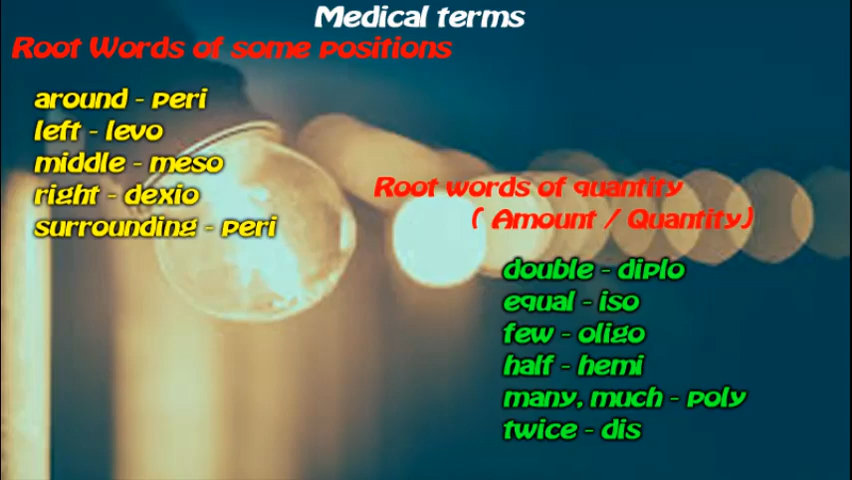 Medical terms
Root Words of some positions
around - peri
left - levo
middle - meso
right - dexio
surrounding - peri
Root words of quantity
( Amount / Quantity)
double - diplo
equal - iso
few - oligo
half - hemi
many, much - poly
twice - dis